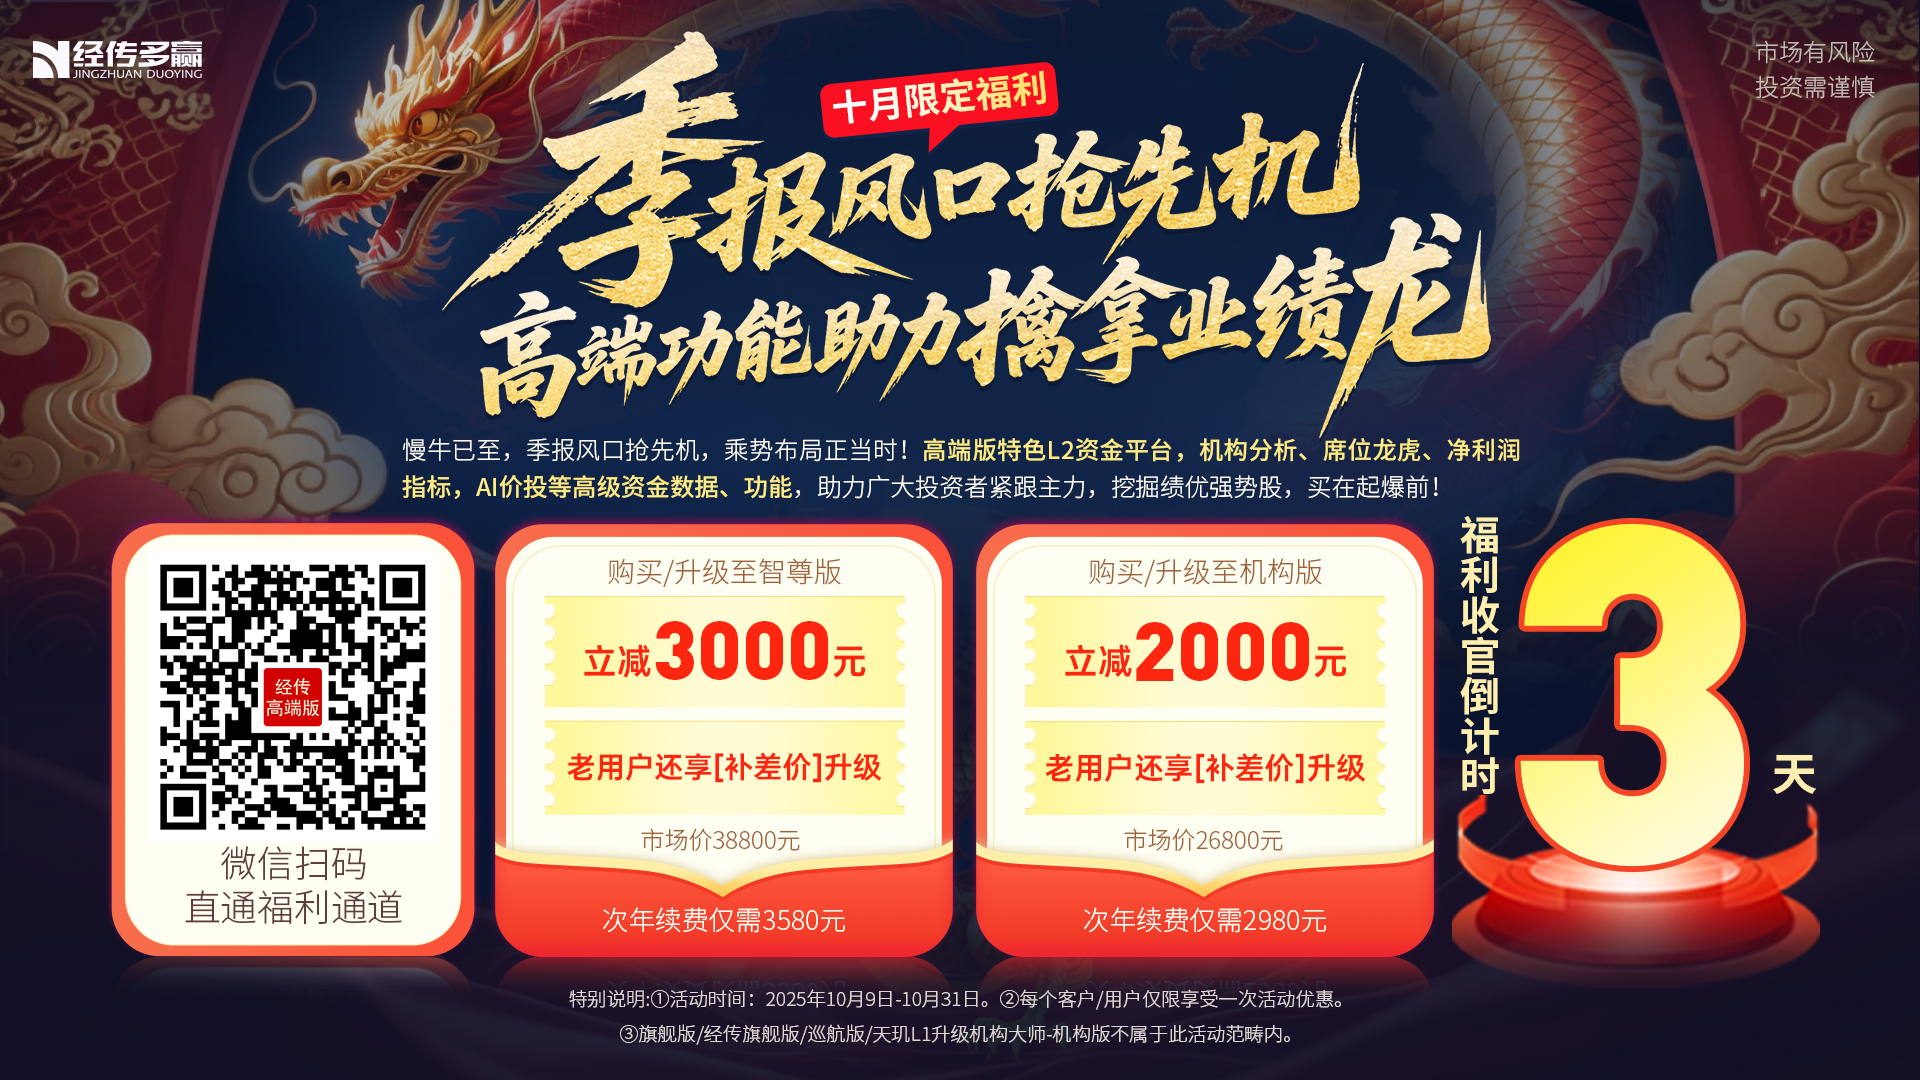 经传多赢
JINGZHUAN DUOYING
市场有风险
投资需谨慎
十月限定福利
季报风口抢先机
高端功能助力擒拿业绩龙
慢牛已至，季报风口抢先机，乘势布局正当时！高端版特色L2资金平台，机构分析、席位龙虎、净利润
指标，AI价投等高级资金数据、功能，助力广大投资者紧跟主力，挖掘绩优强势股，买在起爆前！
经传
高端版
微信扫码
直通福利通道
购买/升级至智尊版
立减3000元
老用户还享[补差价]升级
市场价38800元
次年续费仅需3580元
购买/升级至机构版
立减2000元
老用户还享[补差价]升级
市场价26800元
次年续费仅需2980元
福利收官倒计时
3天
特别说明:①活动时间：2025年10月9日-10月31日。②每个客户/用户仅限享受一次活动优惠。
③旗舰版/经传旗舰版/巡航版/天玑L1升级机构大师-机构版不属于此活动范畴内。